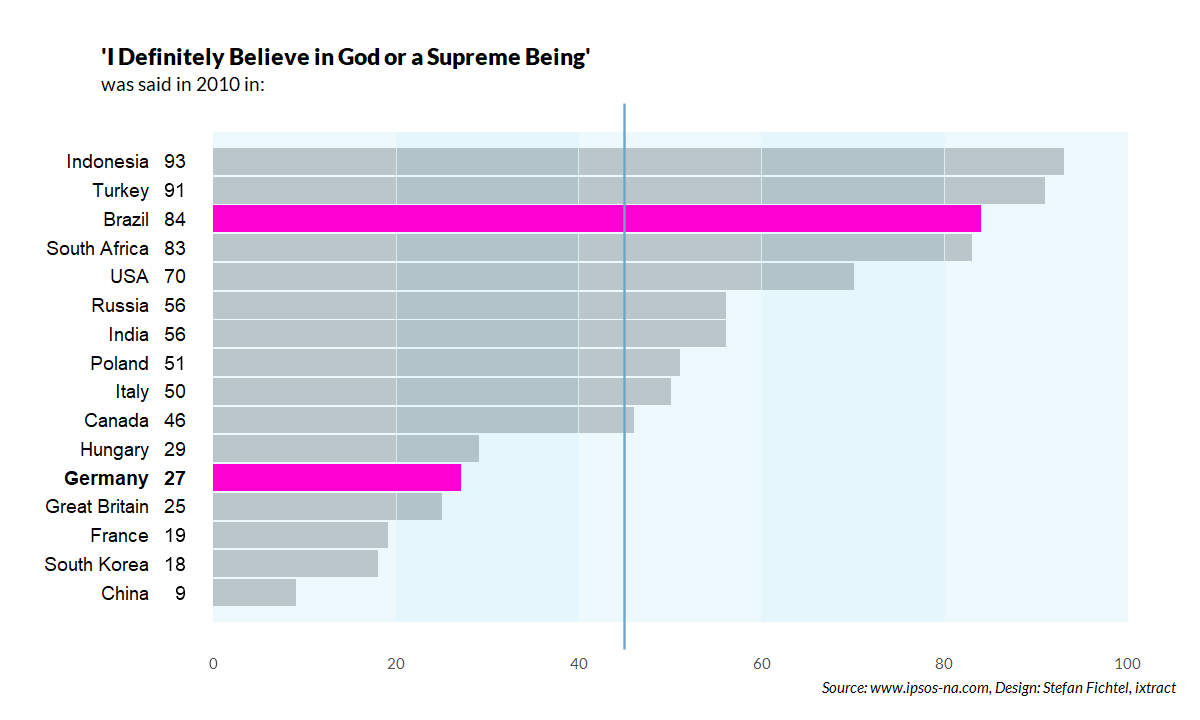 'I Definitely Believe in God or a Supreme Being'
was said in 2010 in:
Indonesia 93
Turkey 91
Brazil 84
South Africa 83
USA 70
Russia 56
India 56
Poland 51
Italy 50
Canada 46
Hungary 29
Germany 27
Great Britain 25
France 19
South Korea 18
China 9
0 20 40 60 80 100
Source: www.ipsos-na.com, Design: Stefan Fichtel, ixtract